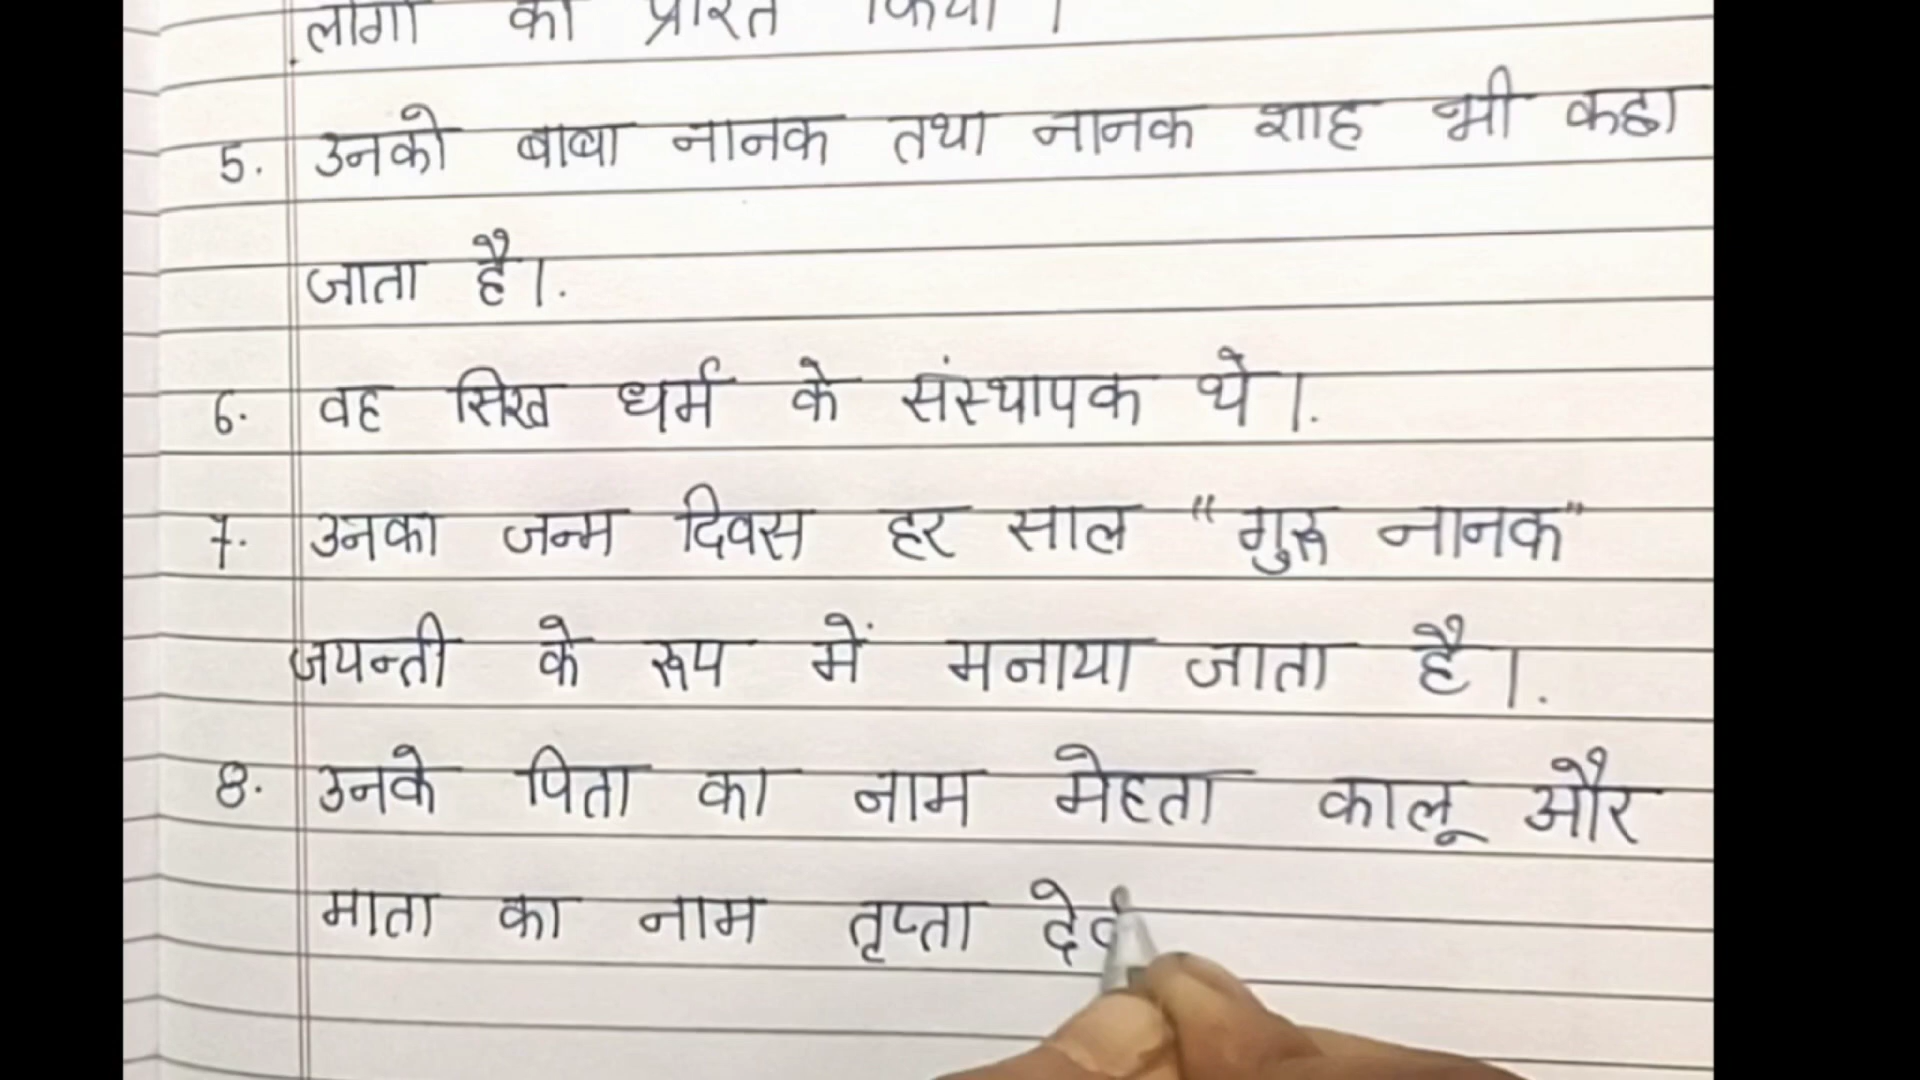 लोगों को प्रेरित किया ।
5. उनको बाबा नानक तथा नानक शाह भी कहा
जाता है।.
6. वह सिख धर्म के संस्थापक थे ।.
7. उनका जन्म दिवस हर साल "गुरू नानक"
जयन्ती के रूप में मनाया जाता है ।.
8. उनके पिता का नाम मेहता कालू और
माता का नाम तृप्ता